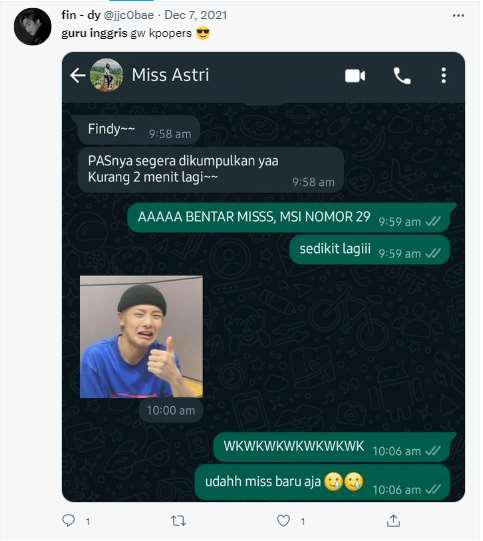 fin - dy @jjc0bae · Dec 7, 2021
guru inggris gw kpopers 😎
Miss Astri
Findy~~ 9:58 am
PASnya segera dikumpulkan yaa
Kurang 2 menit lagi~~ 9:58 am
AAAAA BENTAR MISSS, MSI NOMOR 29 9:59 am
sedikit lagiii 9:59 am
10:00 am
WKWKWKWKWKWKWK 10:06 am
udahh miss baru aja 🥲🥲 10:06 am
1 1